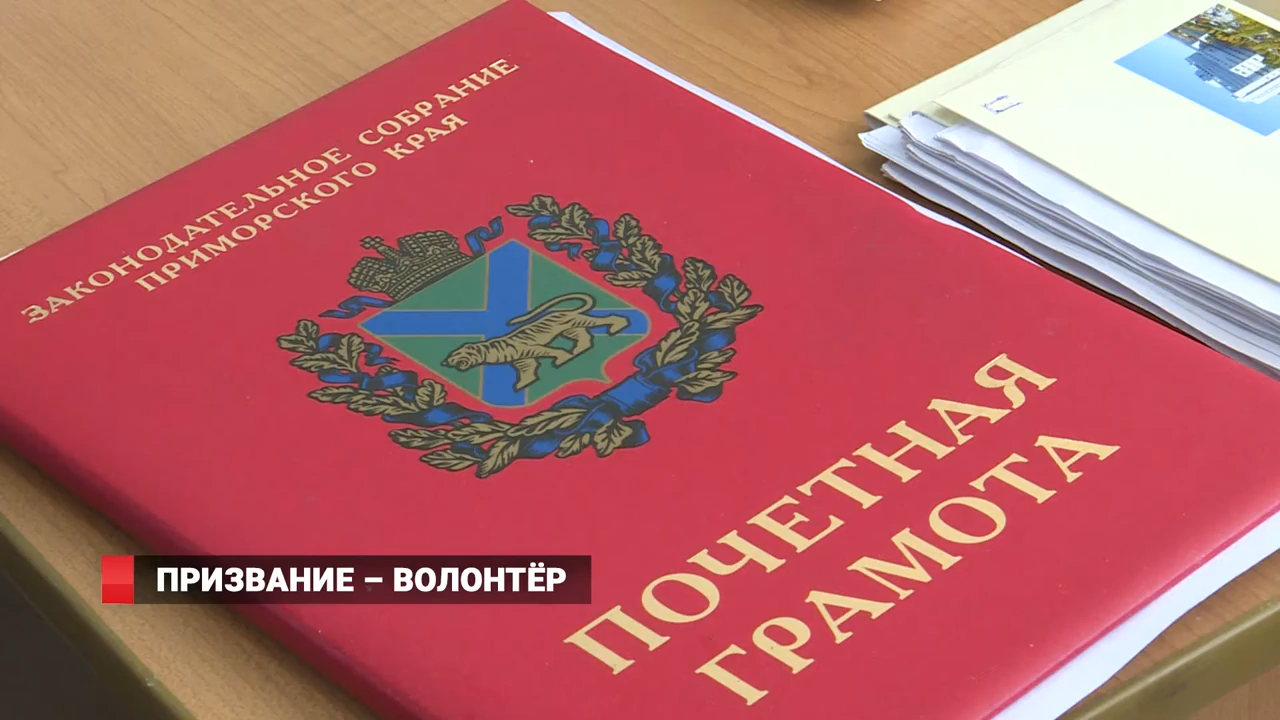 ЗАКОНОДАТЕЛЬНОЕ СОБРАНИЕ
ПРИМОРСКОГО КРАЯ
ПОЧЕТНАЯ
ГРАМОТА
ПРИЗВАНИЕ – ВОЛОНТЁР